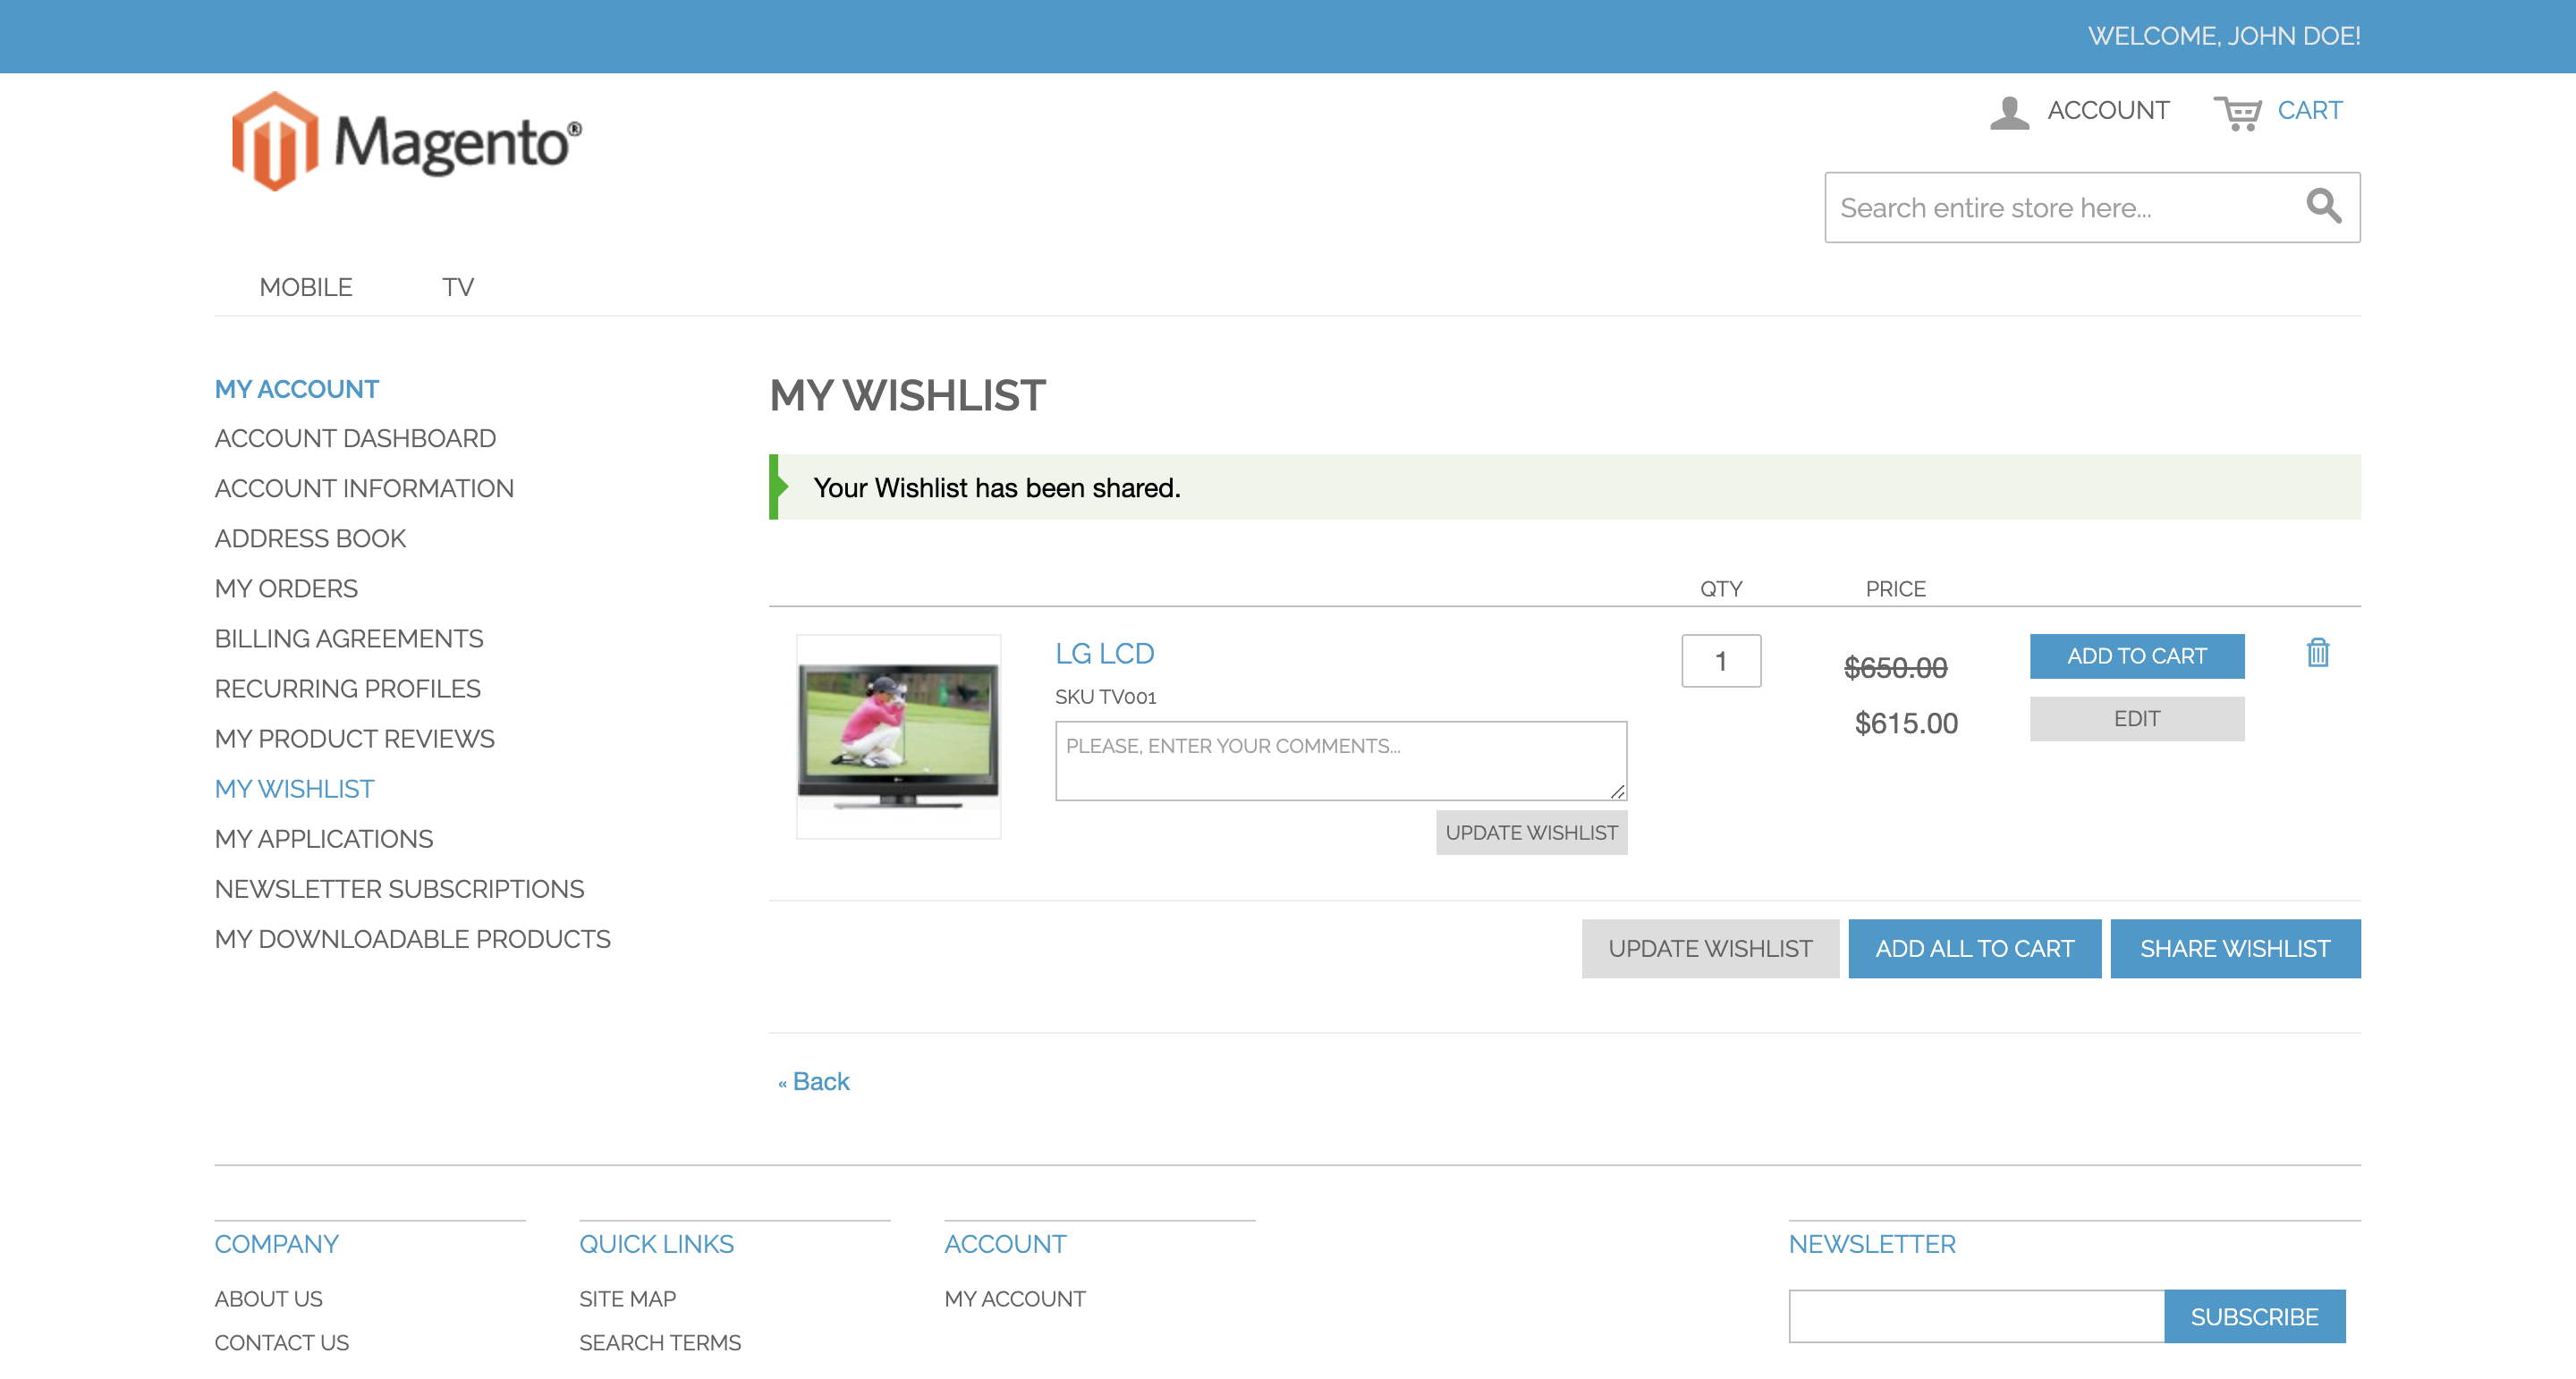 WELCOME, JOHN DOE!
Magento®
ACCOUNT
CART
Search entire store here...
MOBILE
TV
MY ACCOUNT
ACCOUNT DASHBOARD
ACCOUNT INFORMATION
ADDRESS BOOK
MY ORDERS
BILLING AGREEMENTS
RECURRING PROFILES
MY PRODUCT REVIEWS
MY WISHLIST
MY APPLICATIONS
NEWSLETTER SUBSCRIPTIONS
MY DOWNLOADABLE PRODUCTS
MY WISHLIST
Your Wishlist has been shared.
QTY
PRICE
LG LCD
SKU TV001
PLEASE, ENTER YOUR COMMENTS...
UPDATE WISHLIST
1
$650.00
$615.00
ADD TO CART
EDIT
UPDATE WISHLIST
ADD ALL TO CART
SHARE WISHLIST
« Back
COMPANY
ABOUT US
CONTACT US
QUICK LINKS
SITE MAP
SEARCH TERMS
ACCOUNT
MY ACCOUNT
NEWSLETTER
SUBSCRIBE